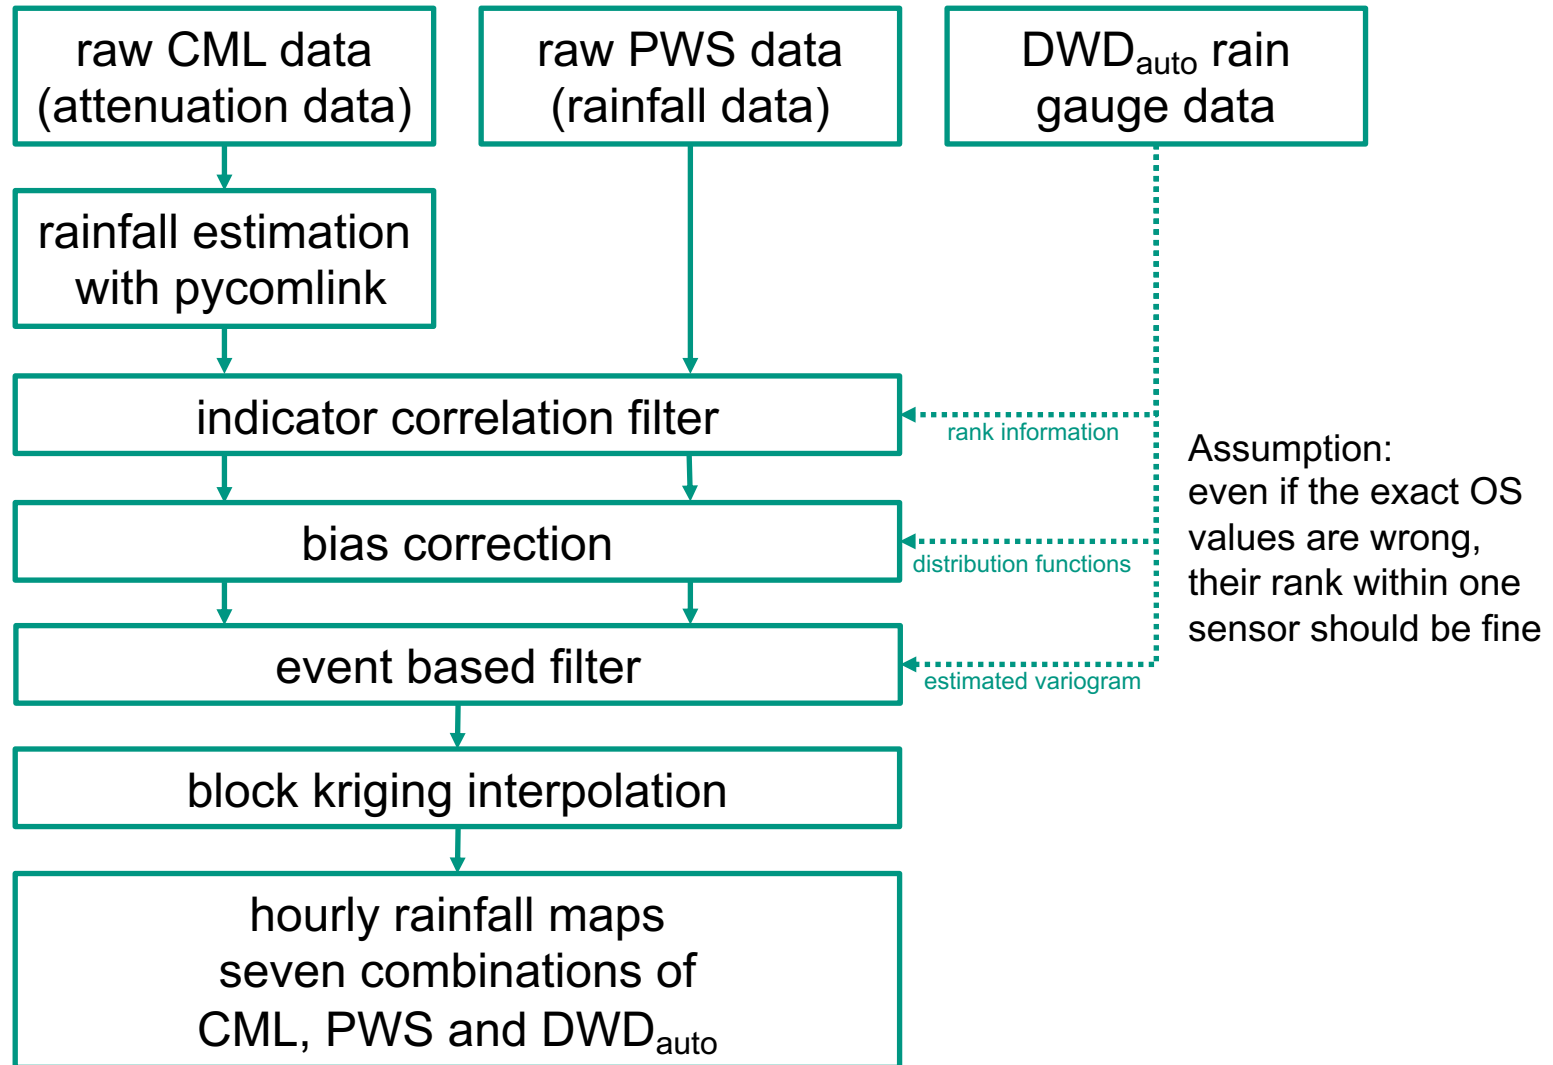 raw CML data
(attenuation data)
raw PWS data
(rainfall data)
DWDauto rain
gauge data
rainfall estimation
with pycomlink
indicator correlation filter
rank information
bias correction
distribution functions
event based filter
estimated variogram
Assumption:
even if the exact OS
values are wrong,
their rank within one
sensor should be fine
block kriging interpolation
hourly rainfall maps
seven combinations of
CML, PWS and DWDauto